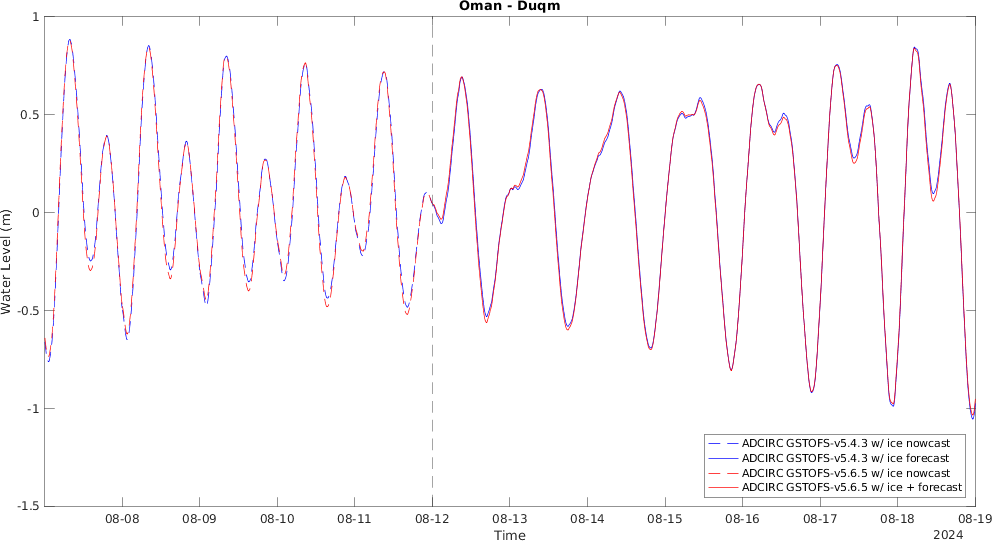 Oman - Duqm
1
0.5
0
-0.5
-1
-1.5
Water Level (m)
ADCIRC GSTOFS-v5.4.3 w/ ice nowcast
ADCIRC GSTOFS-v5.4.3 w/ ice forecast
ADCIRC GSTOFS-v5.6.5 w/ ice nowcast
ADCIRC GSTOFS-v5.6.5 w/ ice + forecast
08-08 08-09 08-10 08-11 08-12 08-13 08-14 08-15 08-16 08-17 08-18 08-19
Time
2024